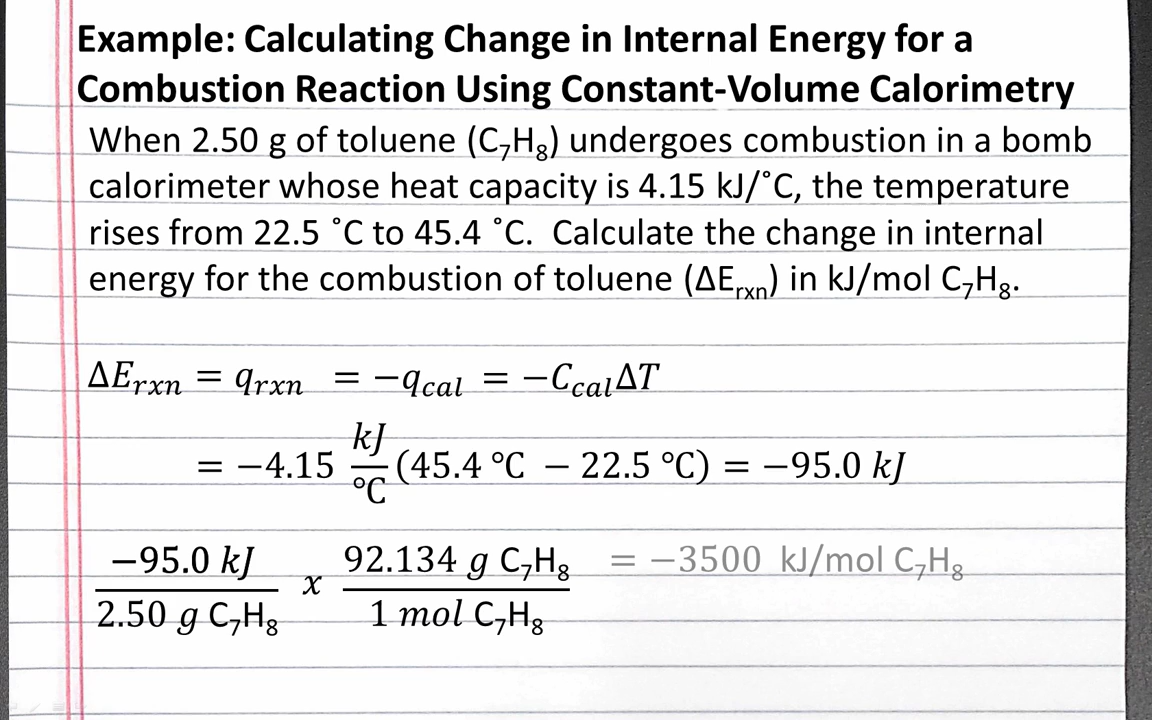 Example: Calculating Change in Internal Energy for a
Combustion Reaction Using Constant-Volume Calorimetry
When 2.50 g of toluene (C₇H₈) undergoes combustion in a bomb
calorimeter whose heat capacity is 4.15 kJ/˚C, the temperature
rises from 22.5 ˚C to 45.4 ˚C. Calculate the change in internal
energy for the combustion of toluene (ΔEᵣₓₙ) in kJ/mol C₇H₈.
ΔE_rxn = q_rxn = −q_cal = −C_calΔT
= −4.15 kJ/°C (45.4 °C − 22.5 °C) = −95.0 kJ
−95.0 kJ / 2.50 g C₇H₈ x 92.134 g C₇H₈ / 1 mol C₇H₈ = −3500 kJ/mol C₇H₈